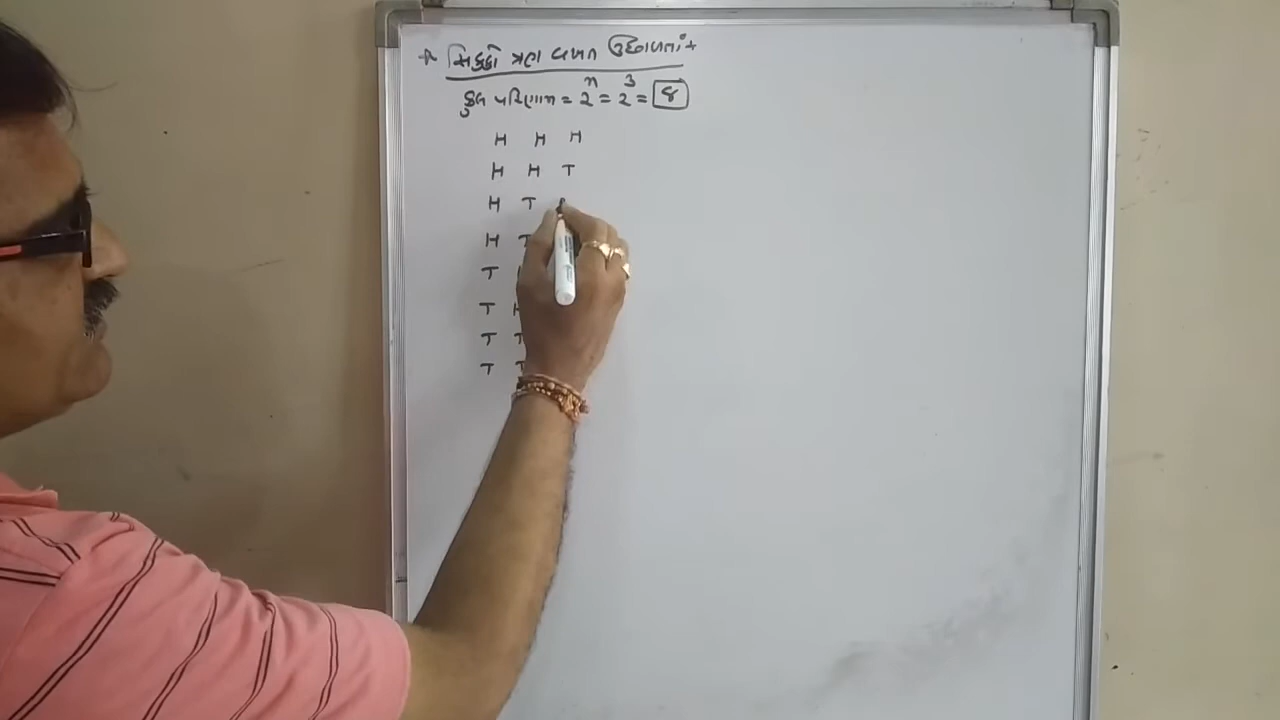 * સિક્કો ત્રણ વખત ઉછાળતાં *
કુલ પરિણામ = 2ⁿ = 2³ = 8
H H H
H H T
H T
H T
T
T H
T T
T T